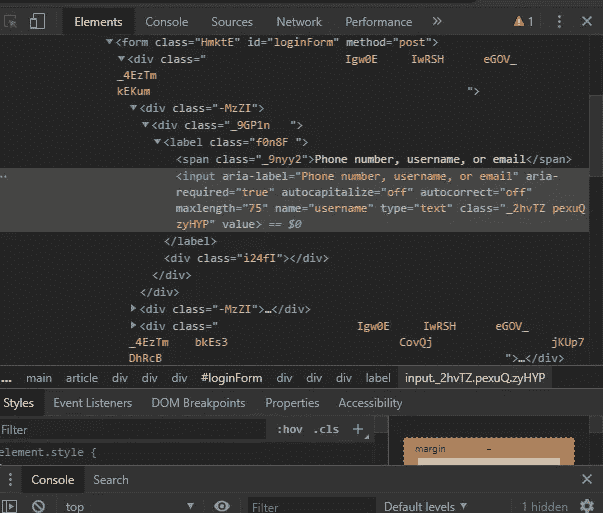 Elements Console Sources Network Performance » 1
<form class="HmktE" id="loginForm" method="post">
<div class=" Igw0E IwRSH eGOV_
_4EzTm
kEKum ">
<div class="-MzZI">
<div class="_9GP1n ">
<label class="f0n8F ">
<span class="_9nyy2">Phone number, username, or email</span>
<input aria-label="Phone number, username, or email" aria-
required="true" autocapitalize="off" autocorrect="off"
maxlength="75" name="username" type="text" class="_2hvTZ pexuQ
zyHYP" value> == $0
</label>
<div class="i24fI"></div>
</div>
</div>
<div class="-MzZI">…</div>
<div class=" Igw0E IwRSH eGOV_
_4EzTm bkEs3 CovQj jKUp7
DhRcB ">…</div>
... main article div div div #loginForm div div div label input._2hvTZ.pexuQ.zyHYP
Styles Event Listeners DOM Breakpoints Properties Accessibility
Filter :hov .cls +
element.style {
margin –
Console Search
top Filter Default levels 1 hidden